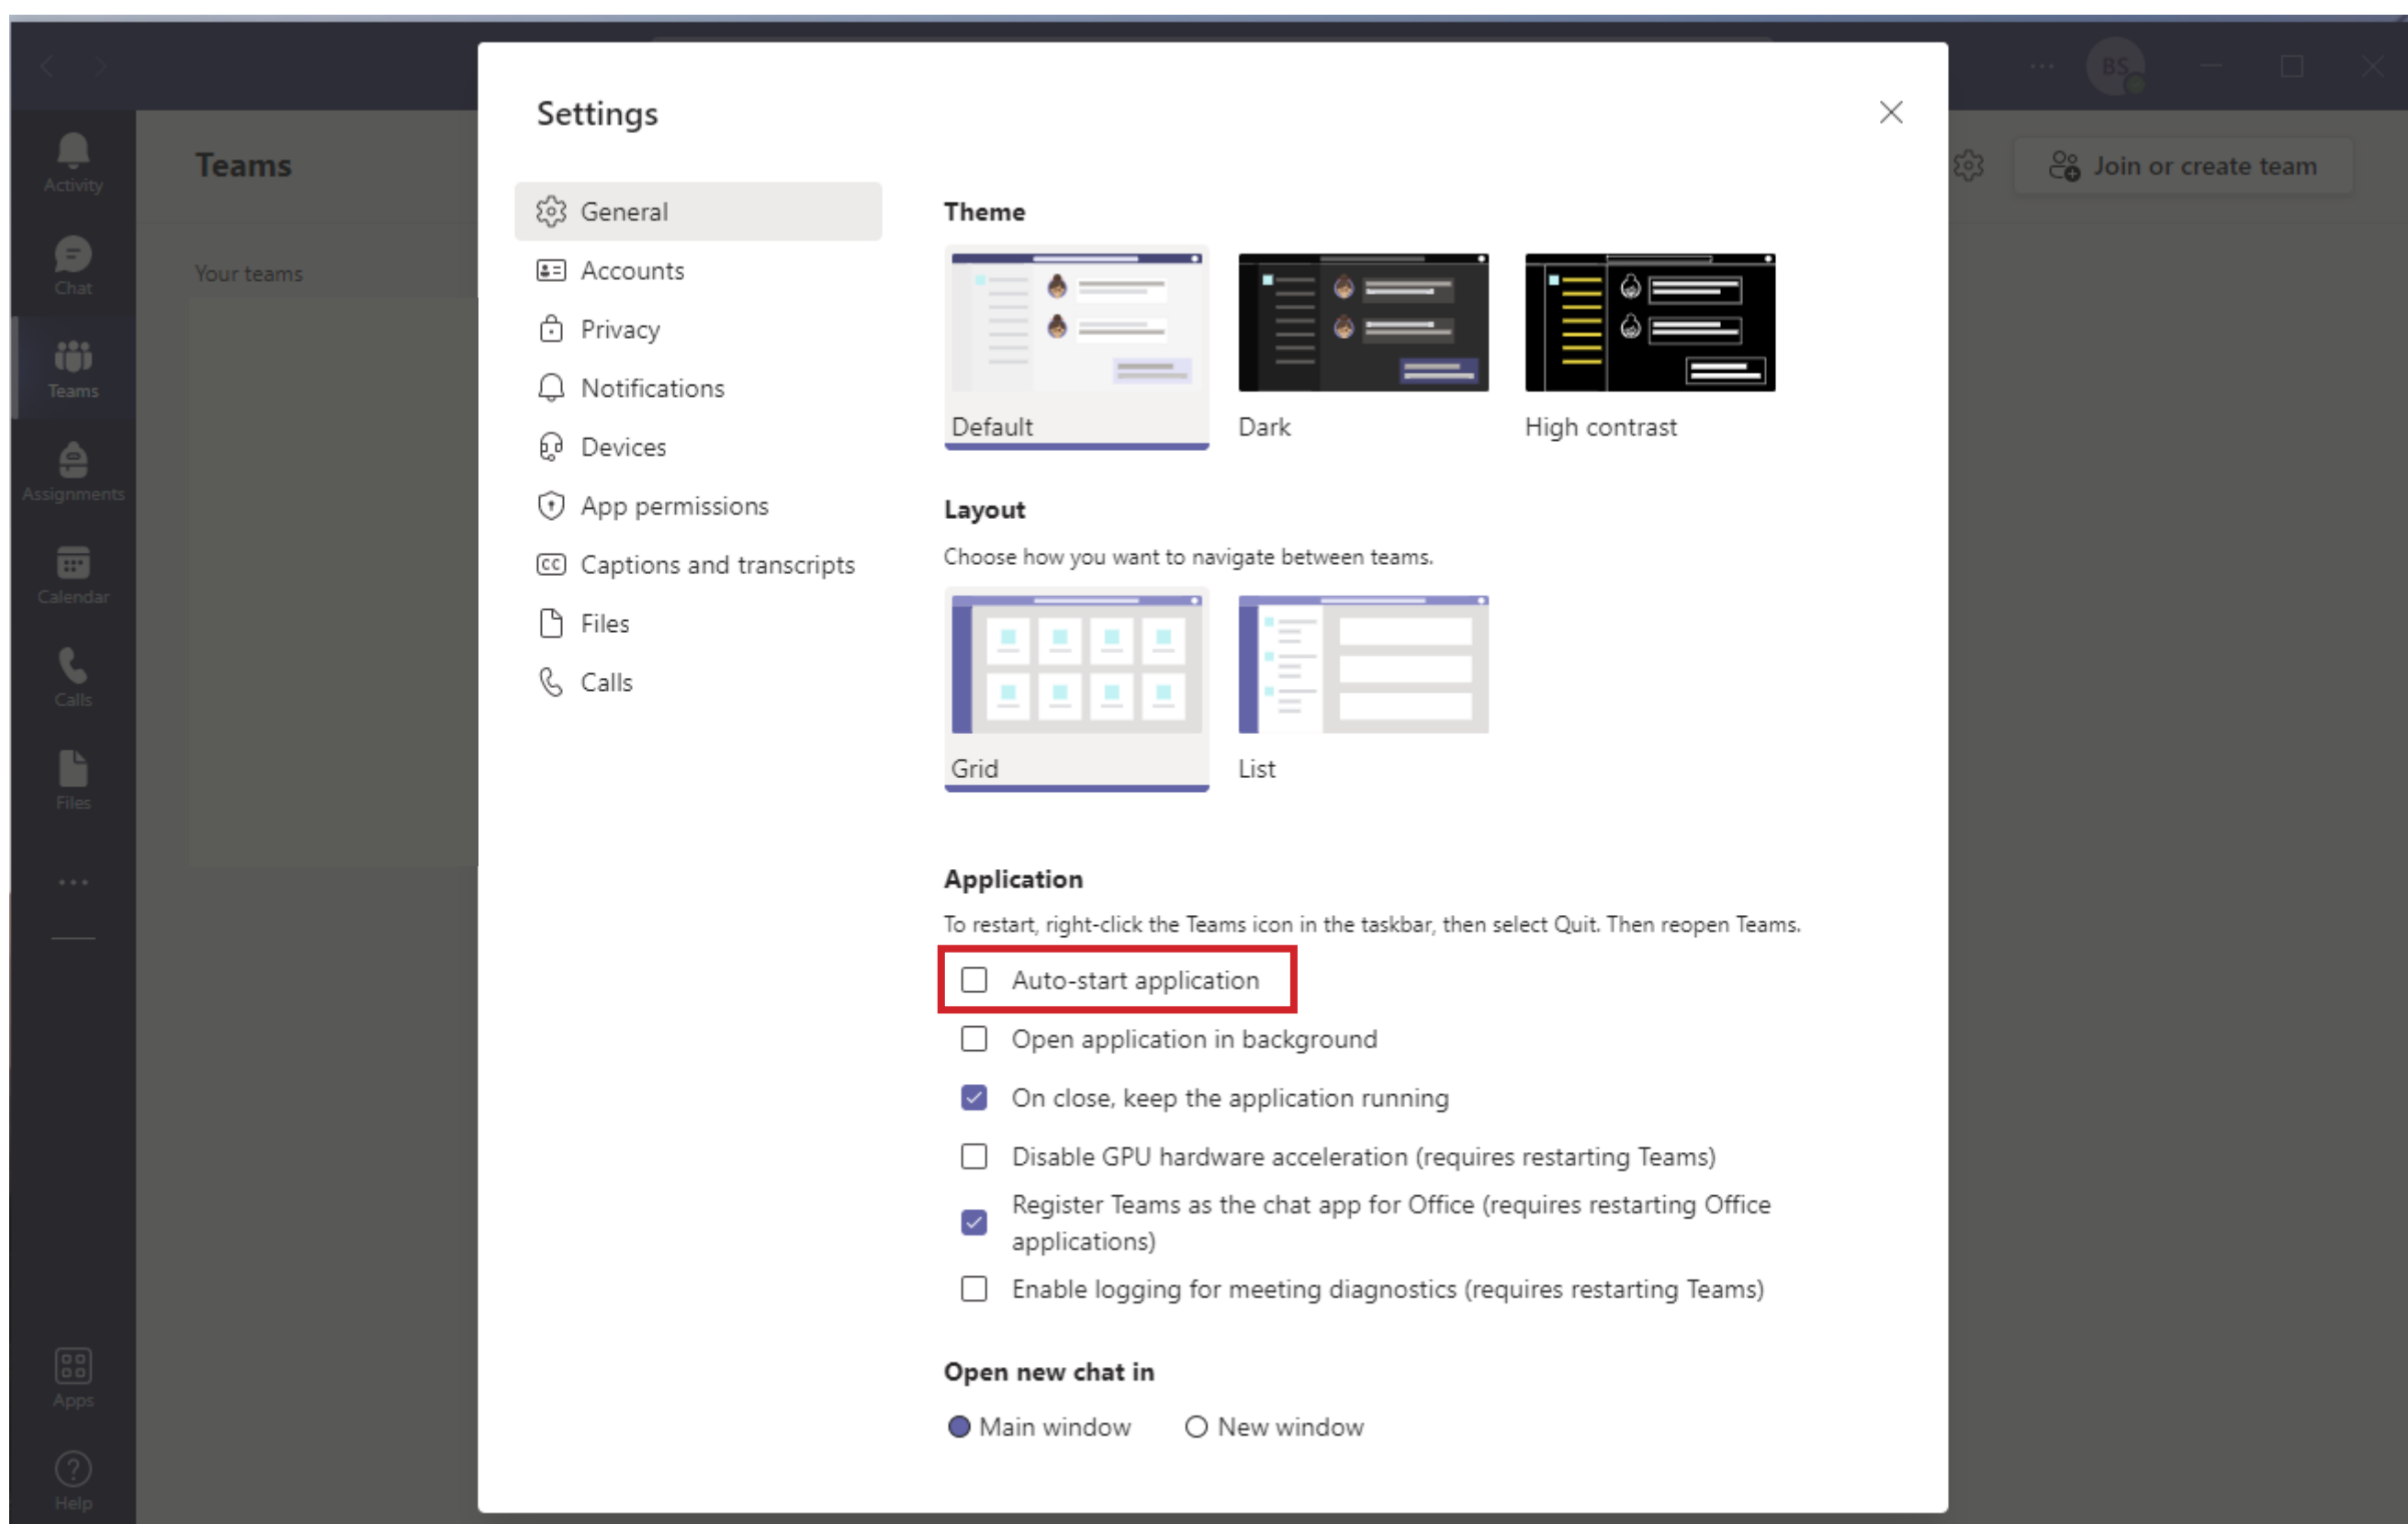 BS
Activity
Chat
Teams
Assignments
Calendar
Calls
Files
Apps
Help
Teams
Your teams
Join or create team
Settings
General
Accounts
Privacy
Notifications
Devices
App permissions
CC Captions and transcripts
Files
Calls
Theme
Default
Dark
High contrast
Layout
Choose how you want to navigate between teams.
Grid
List
Application
To restart, right-click the Teams icon in the taskbar, then select Quit. Then reopen Teams.
Auto-start application
Open application in background
On close, keep the application running
Disable GPU hardware acceleration (requires restarting Teams)
Register Teams as the chat app for Office (requires restarting Office
applications)
Enable logging for meeting diagnostics (requires restarting Teams)
Open new chat in
Main window
New window